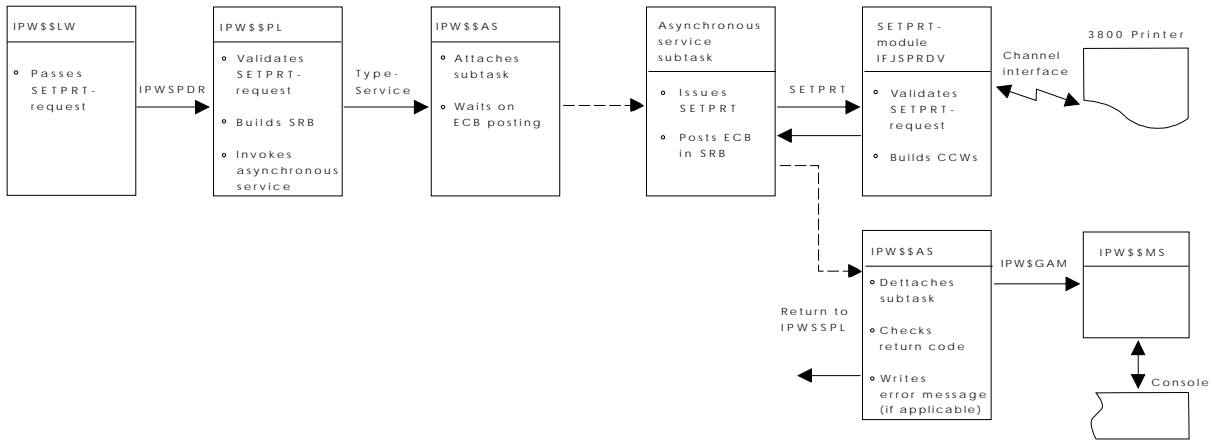 IPW$$LW
Passes
SETPRT-
request
IPWSPDR
IPW$$PL
Validates
SETPRT-
request
Builds SRB
Invokes
asynchronous
service
Type-
Service
IPW$$AS
Attaches
subtask
Waits on
ECB posting
Asynchronous
service
subtask
Issues
SETPRT
Posts ECB
in SRB
SETPRT
SETPRT-
module
IFJSPRDV
Validates
SETPRT-
request
Builds CCWs
Channel
interface
3800 Printer
Return to
IPWSSPL
IPW$$AS
Dettaches
subtask
Checks
return code
Writes
error message
(if applicable)
IPW$GAM
IPW$$MS
Console